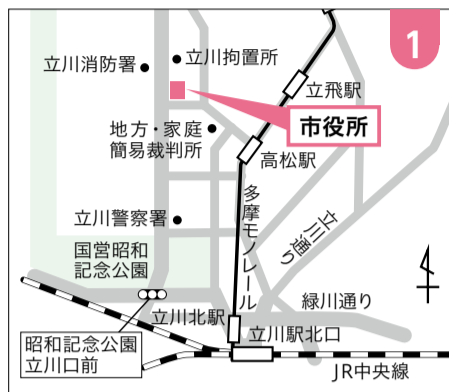 1
立川消防署
立川拘置所
立飛駅
市役所
地方・家庭
簡易裁判所
高松駅
多摩モノレール
立川通り
立川警察署
国営昭和
記念公園
緑川通り
立川北駅
立川駅北口
昭和記念公園
立川口前
JR中央線